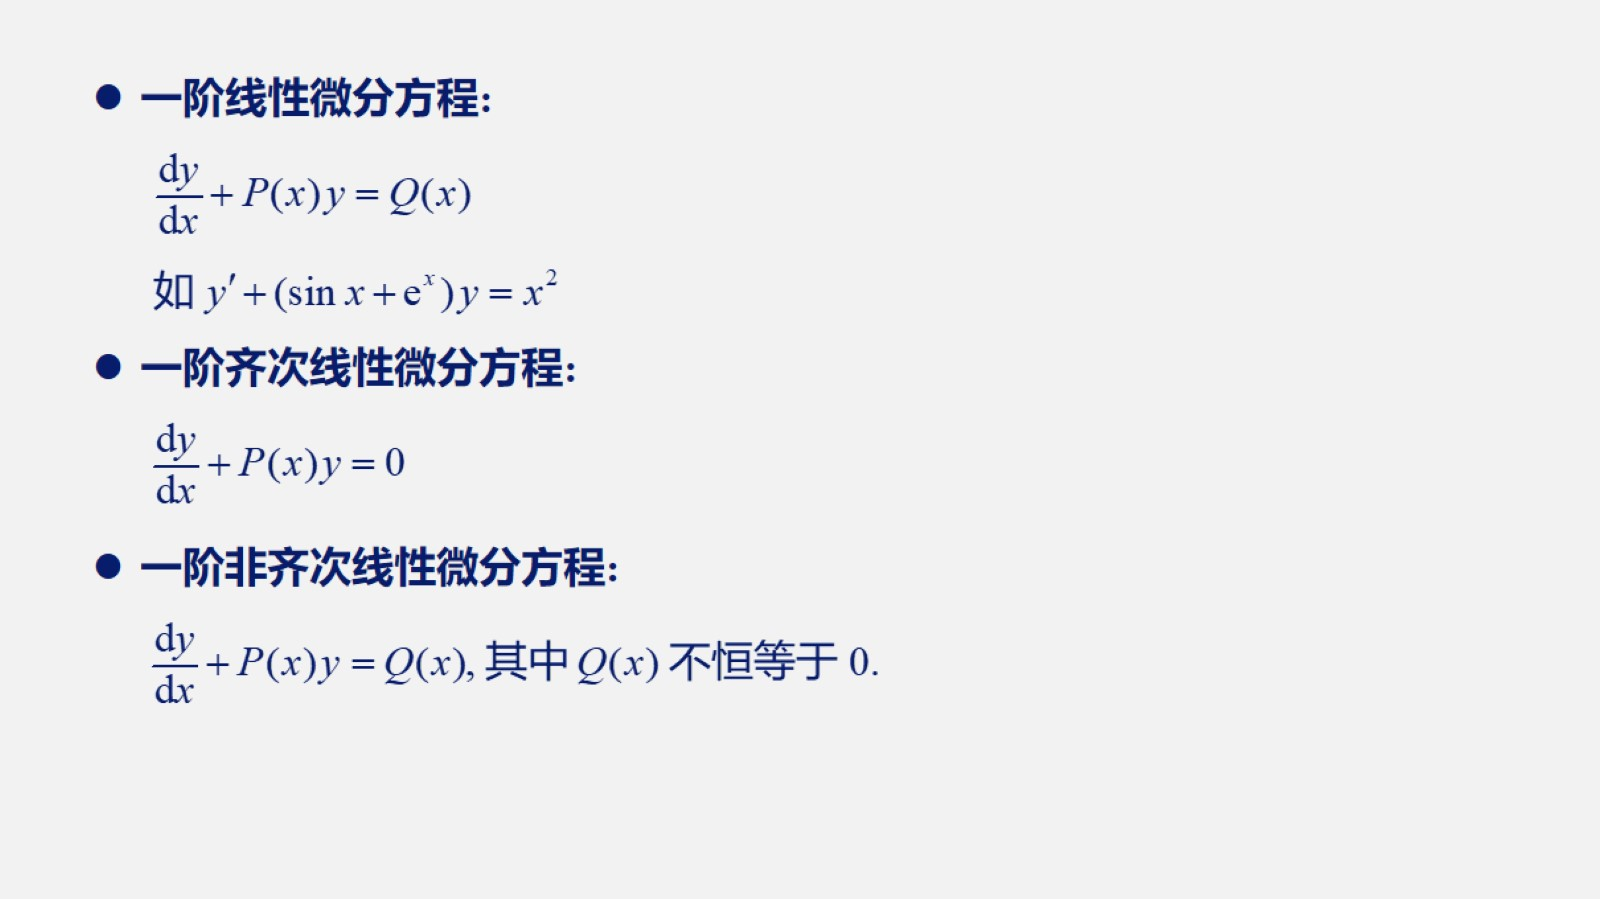 ● 一阶线性微分方程:
dy/dx + P(x)y = Q(x)
如 y′ + (sin x + eˣ)y = x²
● 一阶齐次线性微分方程:
dy/dx + P(x)y = 0
● 一阶非齐次线性微分方程:
dy/dx + P(x)y = Q(x), 其中 Q(x) 不恒等于 0.